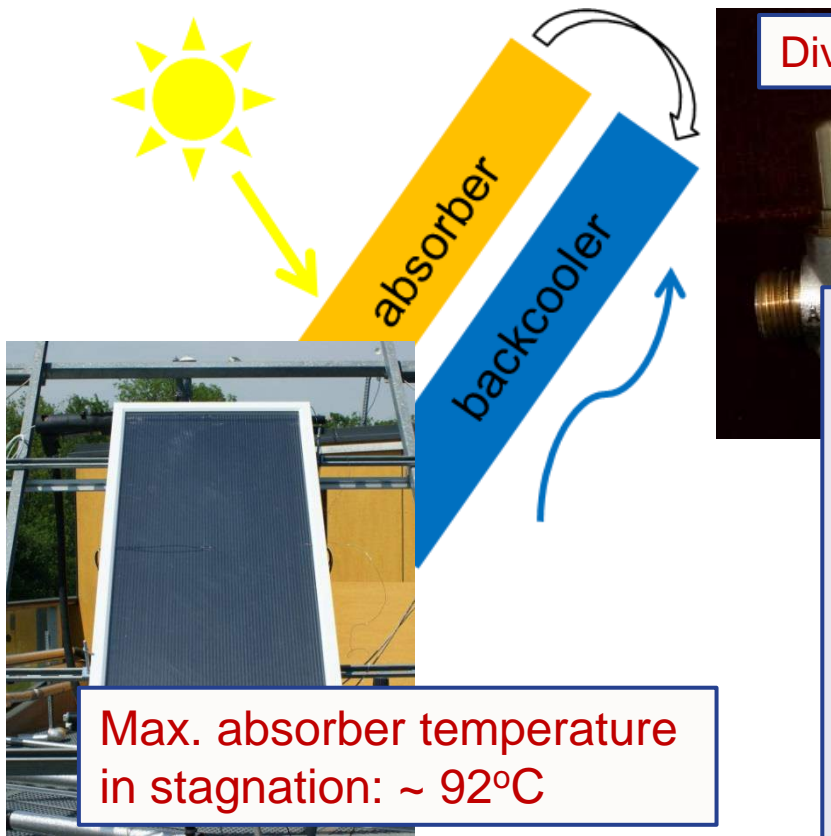 Div
absorber
backcooler
Max. absorber temperature
in stagnation: ~ 92°C